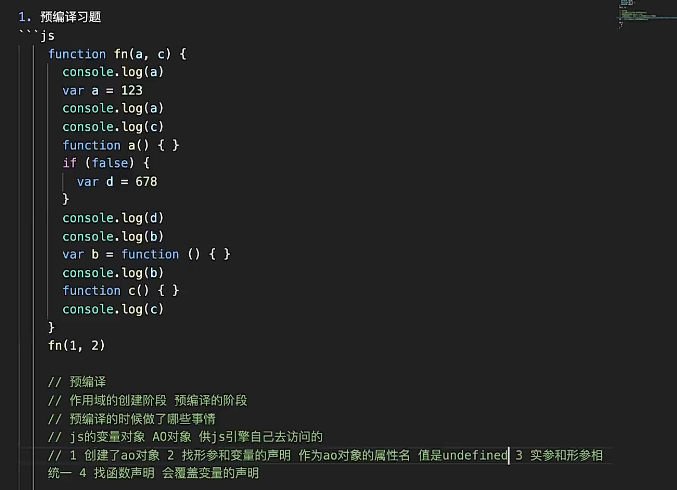 1. 预编译习题
```js
function fn(a, c) {
console.log(a)
var a = 123
console.log(a)
console.log(c)
function a() { }
if (false) {
var d = 678
}
console.log(d)
console.log(b)
var b = function () { }
console.log(b)
function c() { }
console.log(c)
}
fn(1, 2)
// 预编译
// 作用域的创建阶段 预编译的阶段
// 预编译的时候做了哪些事情
// js的变量对象 AO对象 供js引擎自己去访问的
// 1 创建了ao对象 2 找形参和变量的声明 作为ao对象的属性名 值是undefined 3 实参和形参相
统一 4 找函数声明 会覆盖变量的声明